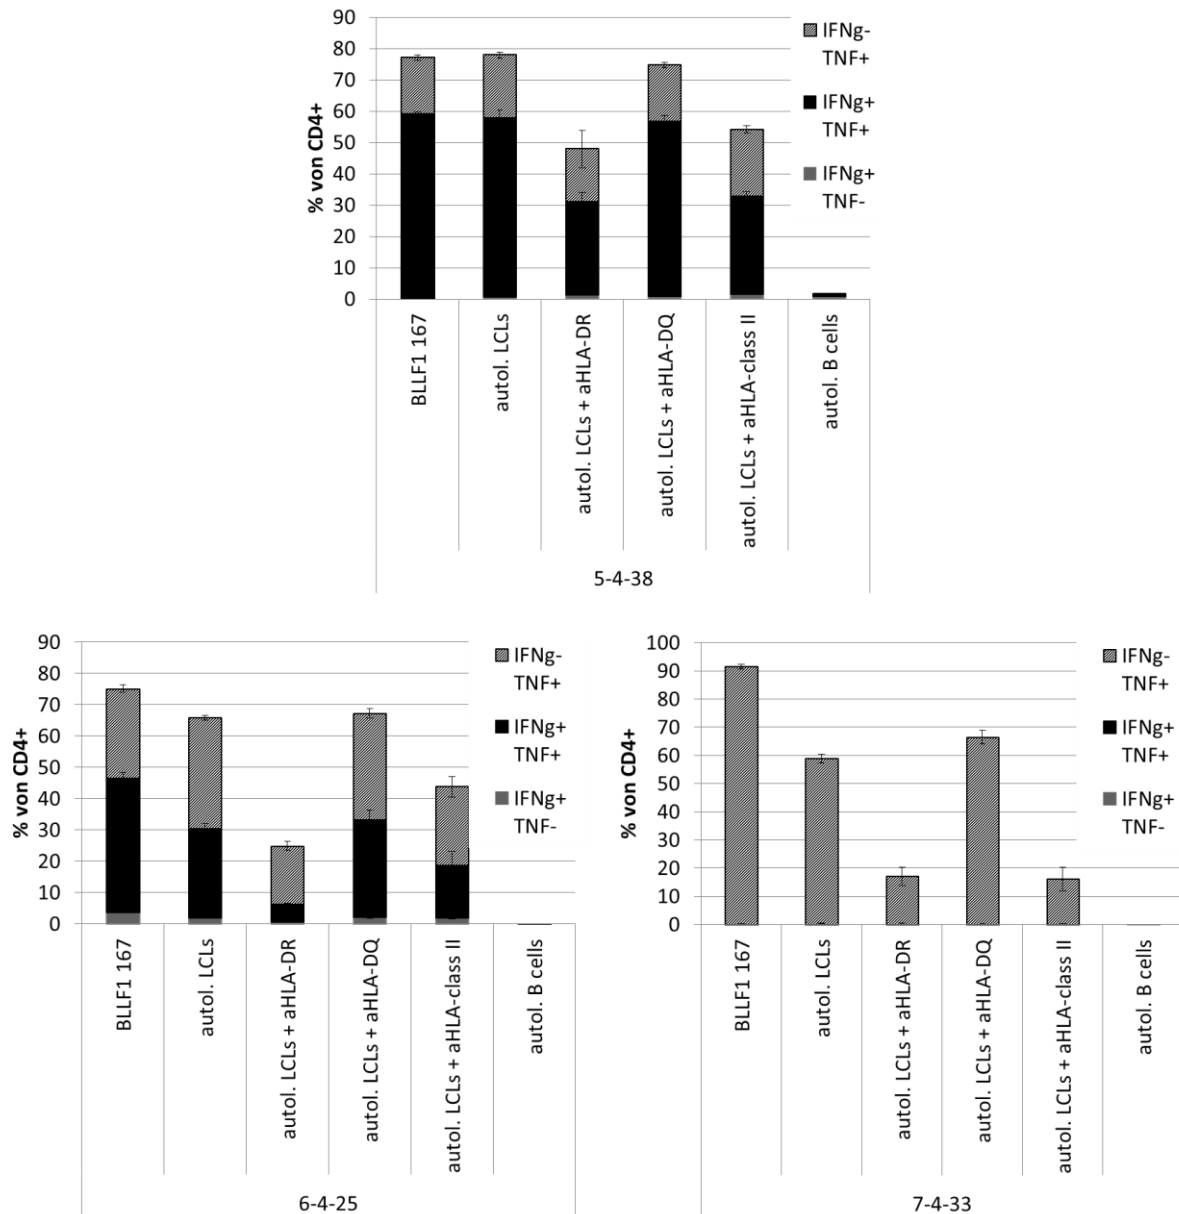 90
80
70
60
50
40
30
20
10
0
% von CD4+
IFNg-
TNF+
IFNg+
TNF+
IFNg+
TNF-
BLLF1 167
autol. LCLs
autol. LCLs + aHLA-DR
autol. LCLs + aHLA-DQ
autol. LCLs + aHLA-class II
autol. B cells
5-4-38
90
80
70
60
50
40
30
20
10
0
% von CD4+
IFNg-
TNF+
IFNg+
TNF+
IFNg+
TNF-
BLLF1 167
autol. LCLs
autol. LCLs + aHLA-DR
autol. LCLs + aHLA-DQ
autol. LCLs + aHLA-class II
autol. B cells
6-4-25
100
90
80
70
60
50
40
30
20
10
0
% von CD4+
IFNg-
TNF+
IFNg+
TNF+
IFNg+
TNF-
BLLF1 167
autol. LCLs
autol. LCLs + aHLA-DR
autol. LCLs + aHLA-DQ
autol. LCLs + aHLA-class II
autol. B cells
7-4-33